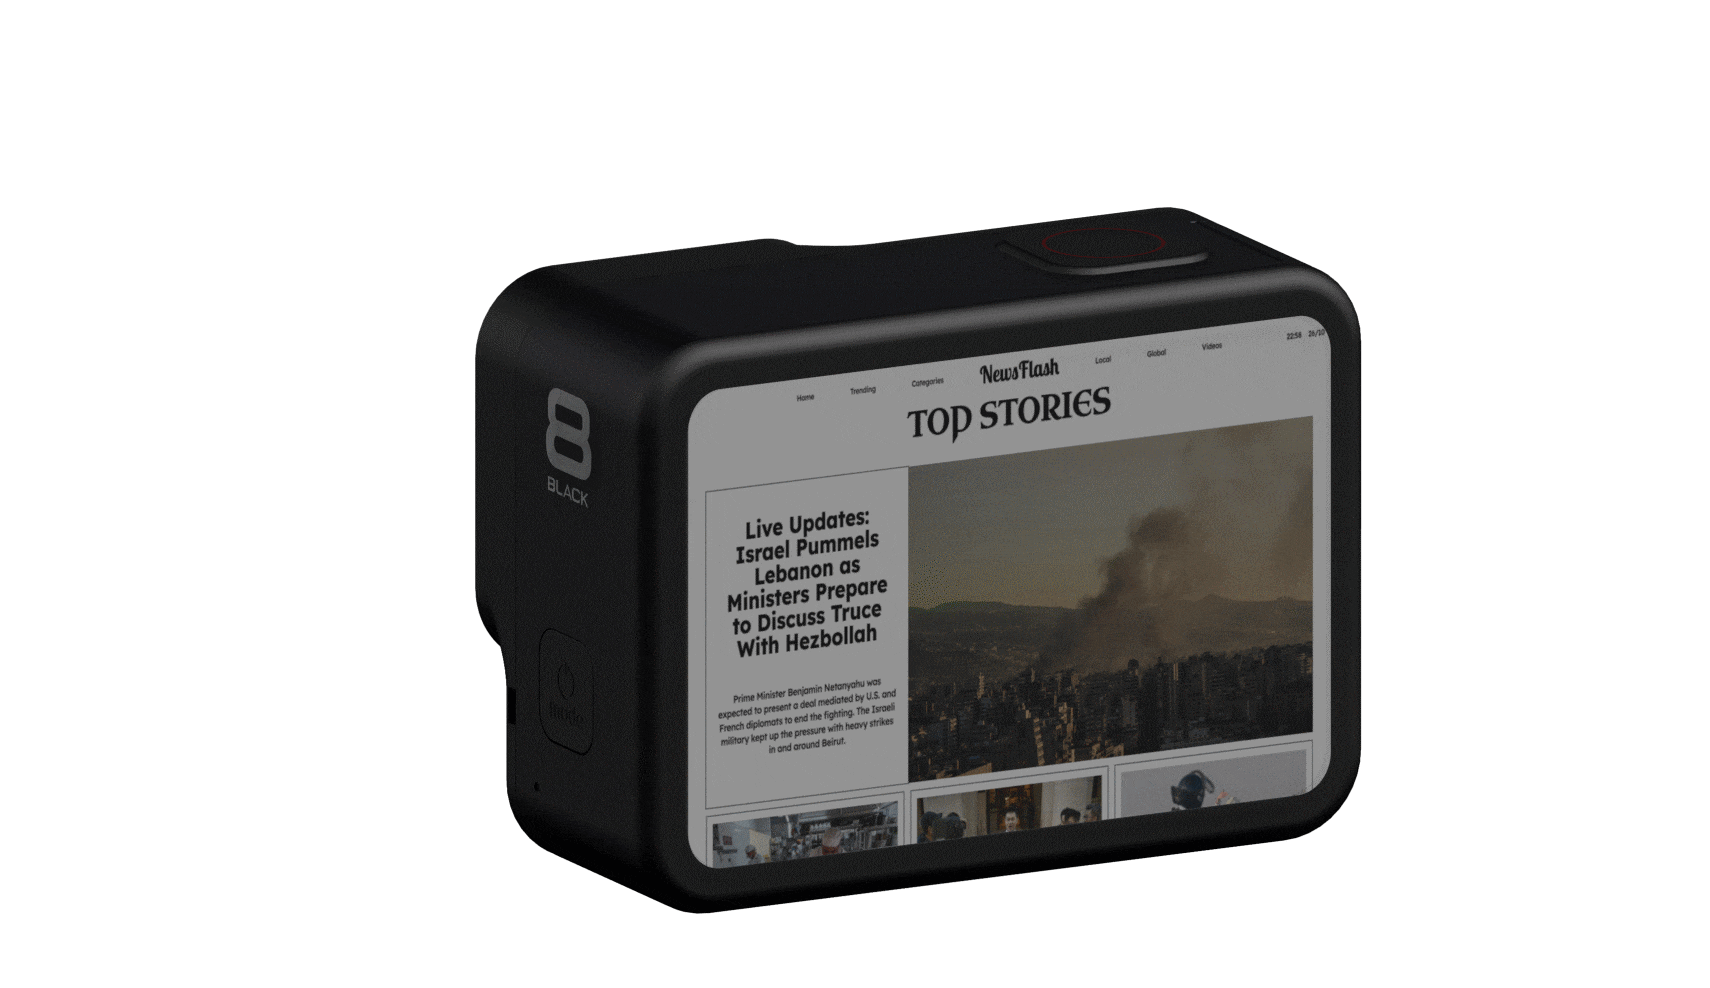 8
BLACK
mode
Home Trending Categories NewsFlash Local Global Videos 22:58 26/10
TOP STORIES
Live Updates:
Israel Pummels
Lebanon as
Ministers Prepare
to Discuss Truce
With Hezbollah
Prime Minister Benjamin Netanyahu was
expected to present a deal mediated by U.S. and
French diplomats to end the fighting. The Israeli
military kept up the pressure with heavy strikes
in and around Beirut.